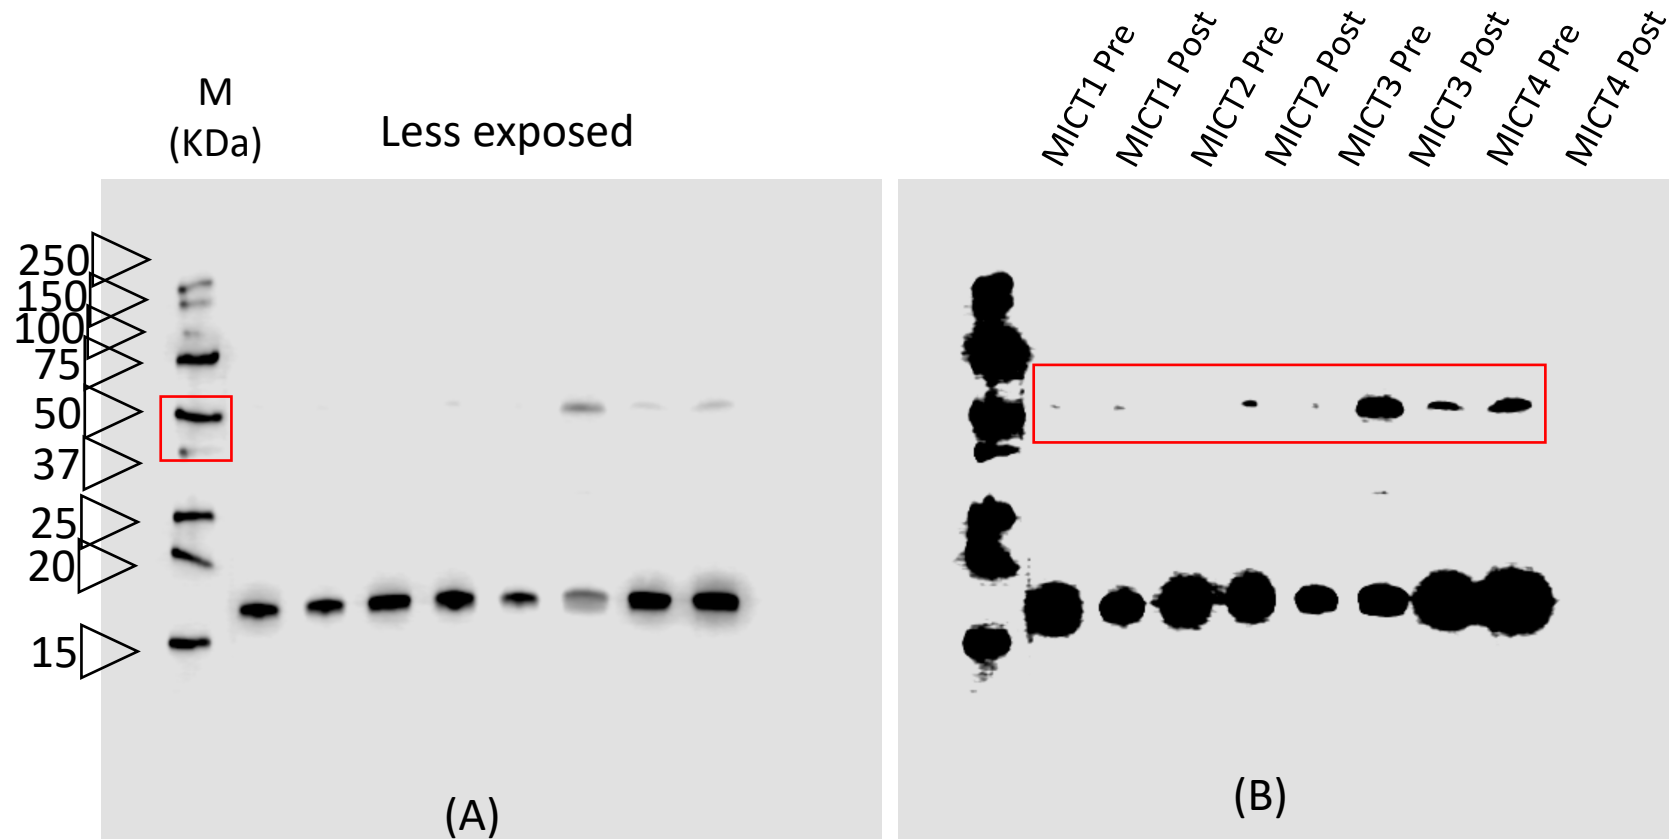 M
(KDa)
Less exposed
MICT1 Pre
MICT1 Post
MICT2 Pre
MICT2 Post
MICT3 Pre
MICT3 Post
MICT4 Pre
MICT4 Post
250
150
100
75
50
37
25
20
15
(A)
(B)